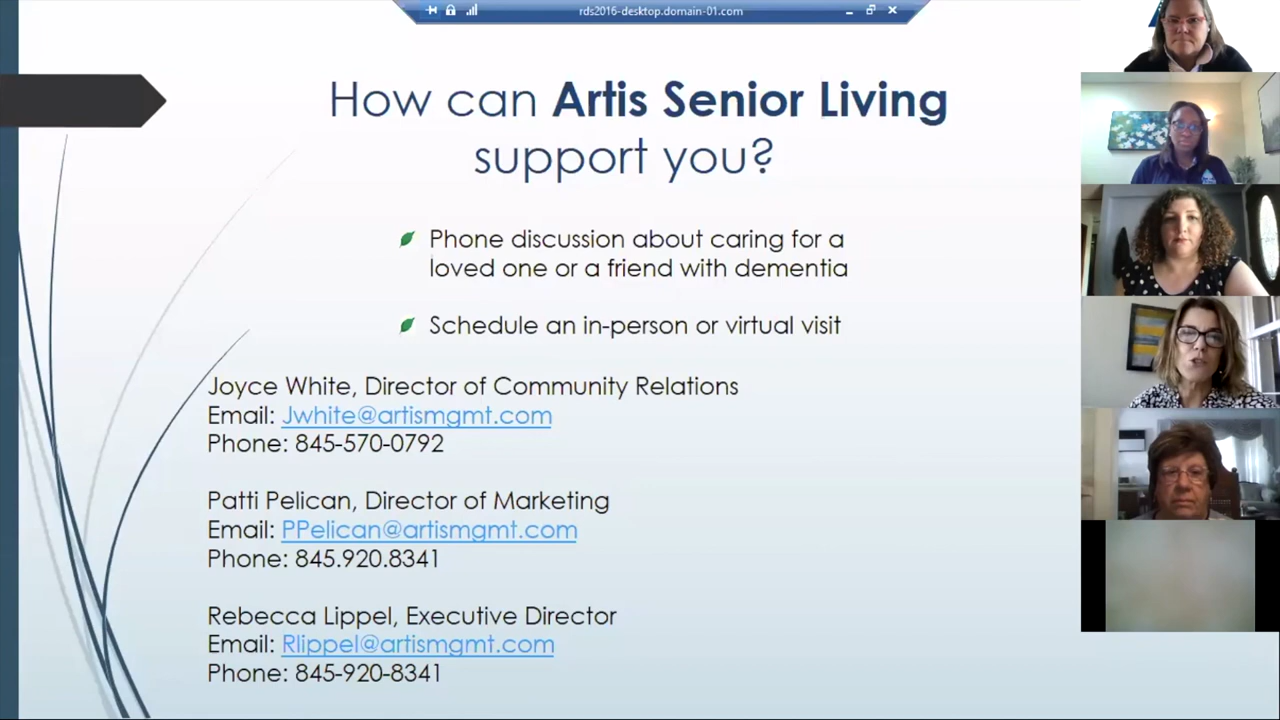 rds2016-desktop.domain-01.com
How can Artis Senior Living
support you?
Phone discussion about caring for a
loved one or a friend with dementia
Schedule an in-person or virtual visit
Joyce White, Director of Community Relations
Email: Jwhite@artismgmt.com
Phone: 845-570-0792
Patti Pelican, Director of Marketing
Email: PPelican@artismgmt.com
Phone: 845.920.8341
Rebecca Lippel, Executive Director
Email: Rlippel@artismgmt.com
Phone: 845-920-8341